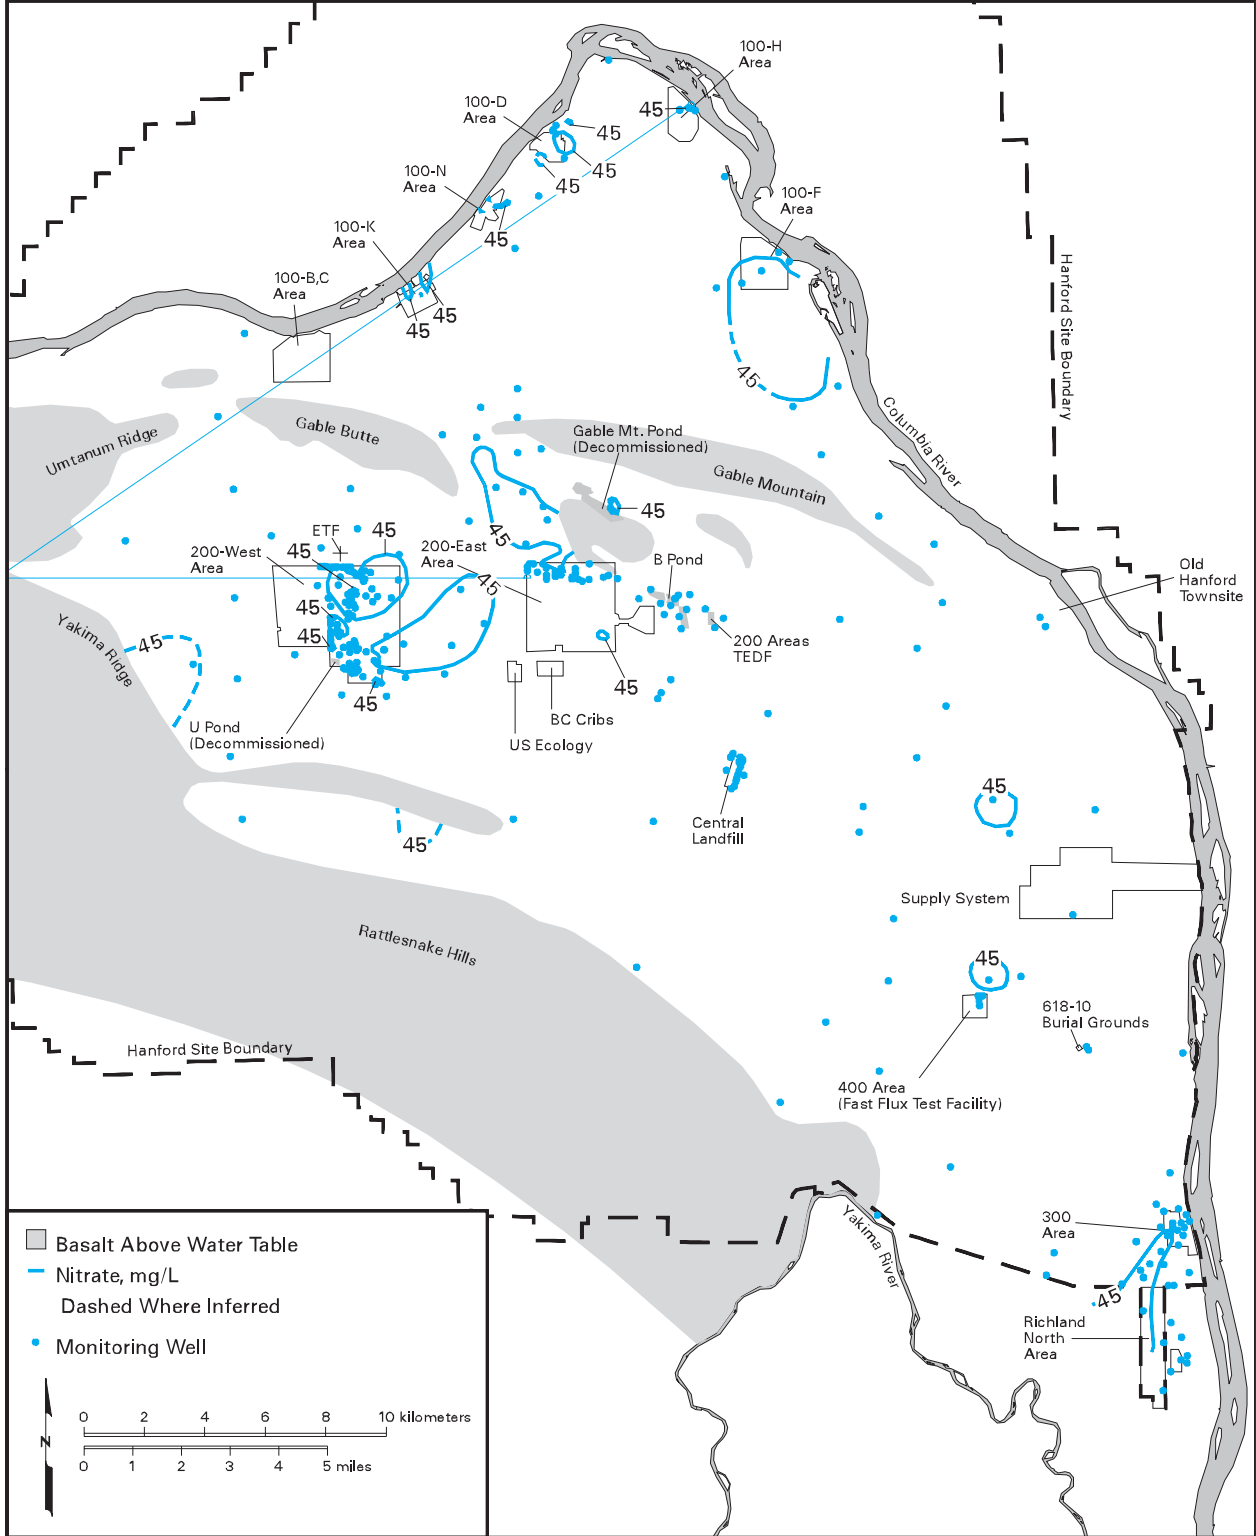 100-H
Area
45
100-D
Area
45
45
45
100-N
Area
45
100-F
Area
100-K
Area
45
45
100-B,C
Area
Hanford Site Boundary
45
Columbia River
Umtanum Ridge
Gable Butte
Gable Mt. Pond
(Decommissioned)
Gable Mountain
45
45
ETF
45
45
200-West
Area
200-East
Area
45
B Pond
Old
Hanford
Townsite
45
45
Yakima Ridge
45
200 Areas
TEDF
45
45
U Pond
(Decommissioned)
BC Cribs
US Ecology
45
Central
Landfill
45
Supply System
Rattlesnake Hills
45
618-10
Burial Grounds
Hanford Site Boundary
400 Area
(Fast Flux Test Facility)
Yakima River
300
Area
45
Richland
North
Area
Basalt Above Water Table
Nitrate, mg/L
Dashed Where Inferred
Monitoring Well
N
0 2 4 6 8 10 kilometers
0 1 2 3 4 5 miles